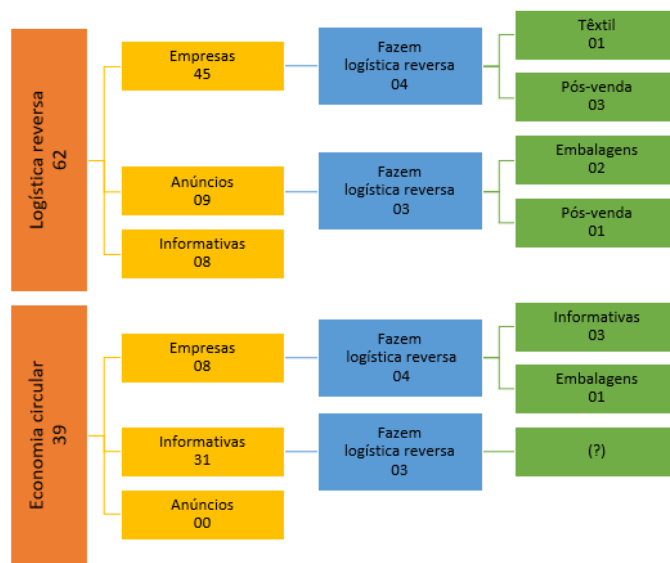 Logística reversa
62
Empresas
45
Fazem
logística reversa
04
Têxtil
01
Pós-venda
03
Anúncios
09
Fazem
logística reversa
03
Embalagens
02
Pós-venda
01
Informativas
08
Economia circular
39
Empresas
08
Fazem
logística reversa
04
Informativas
03
Embalagens
01
Informativas
31
Fazem
logística reversa
03
(?)
Anúncios
00